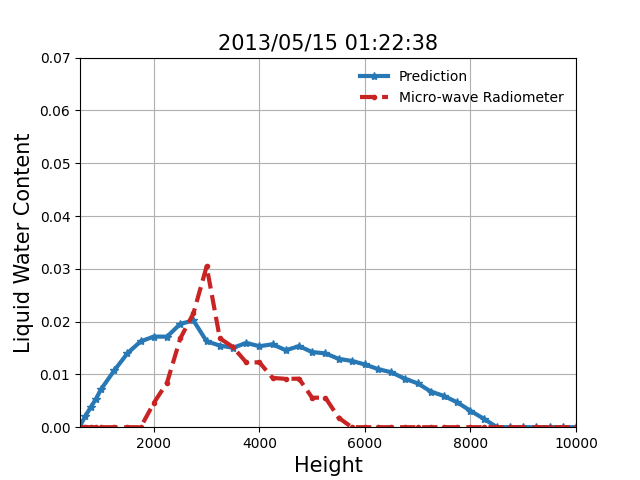 2013/05/15 01:22:38
Prediction
Micro-wave Radiometer
Liquid Water Content
0.07
0.06
0.05
0.04
0.03
0.02
0.01
0.00
2000 4000 6000 8000 10000
Height